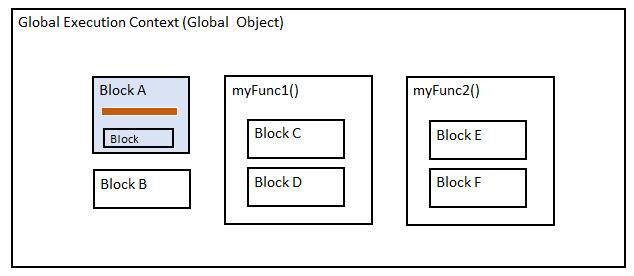 Global Execution Context (Global Object)
Block A
Block
Block B
myFunc1()
Block C
Block D
myFunc2()
Block E
Block F